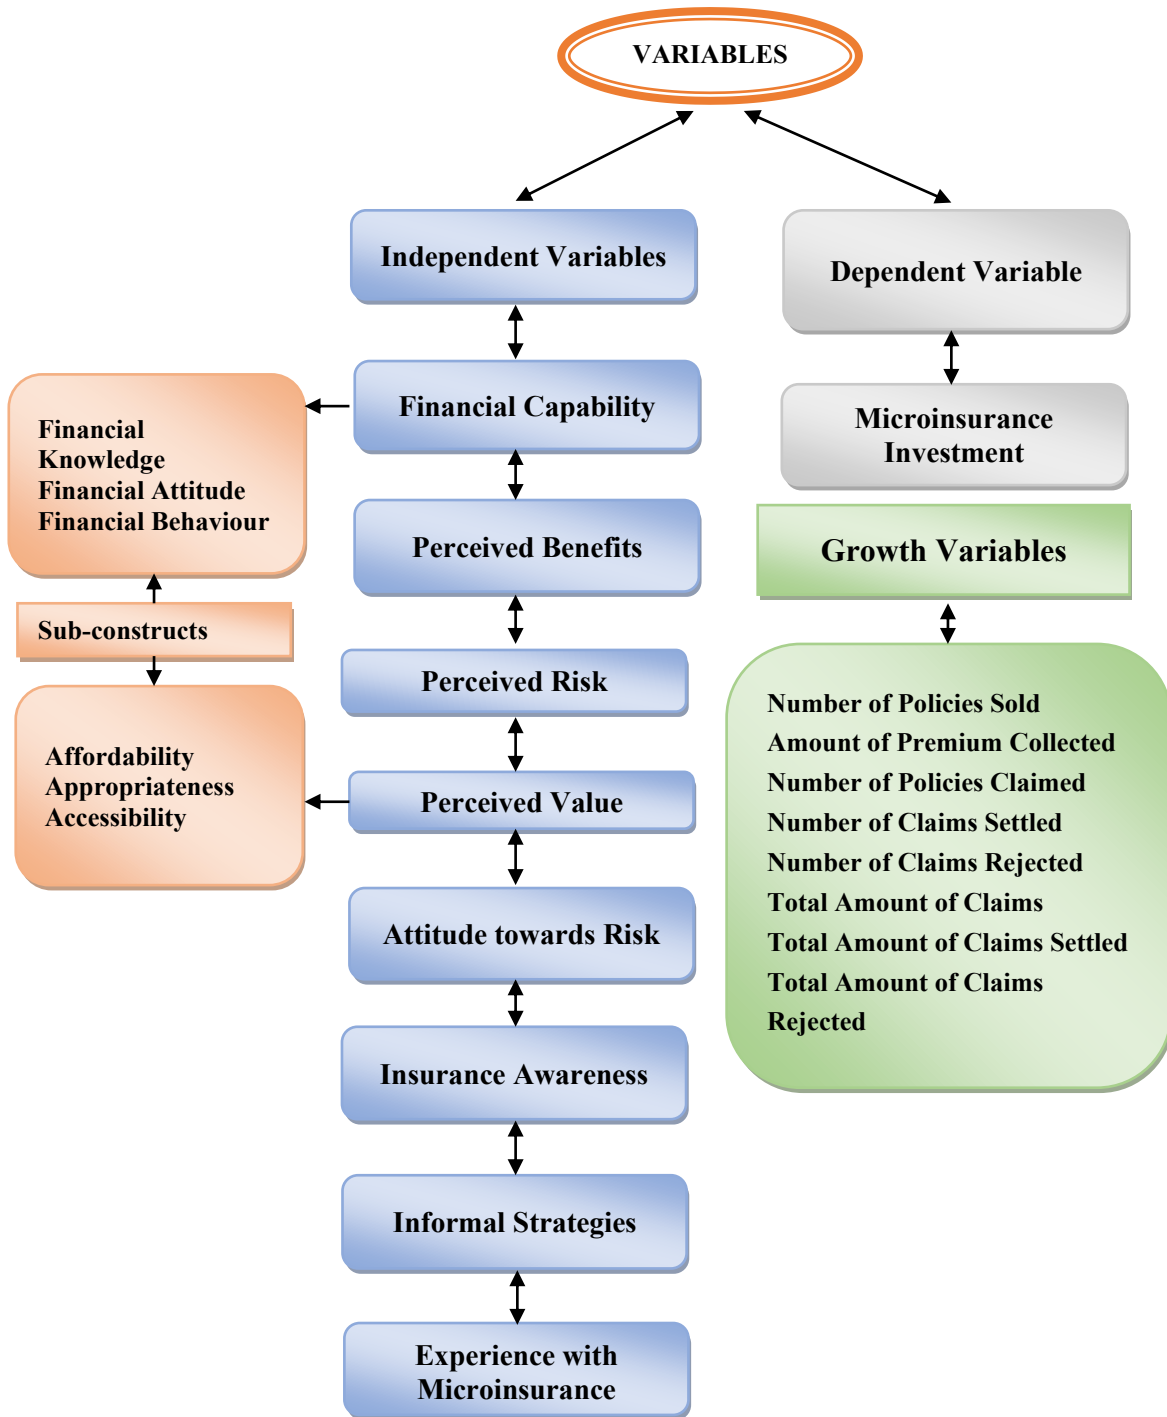 VARIABLES
Independent Variables
Dependent Variable
Financial Capability
Microinsurance
Investment
Financial
Knowledge
Financial Attitude
Financial Behaviour
Perceived Benefits
Growth Variables
Sub-constructs
Perceived Risk
Affordability
Appropriateness
Accessibility
Perceived Value
Number of Policies Sold
Amount of Premium Collected
Number of Policies Claimed
Number of Claims Settled
Number of Claims Rejected
Total Amount of Claims
Total Amount of Claims Settled
Total Amount of Claims
Rejected
Attitude towards Risk
Insurance Awareness
Informal Strategies
Experience with
Microinsurance